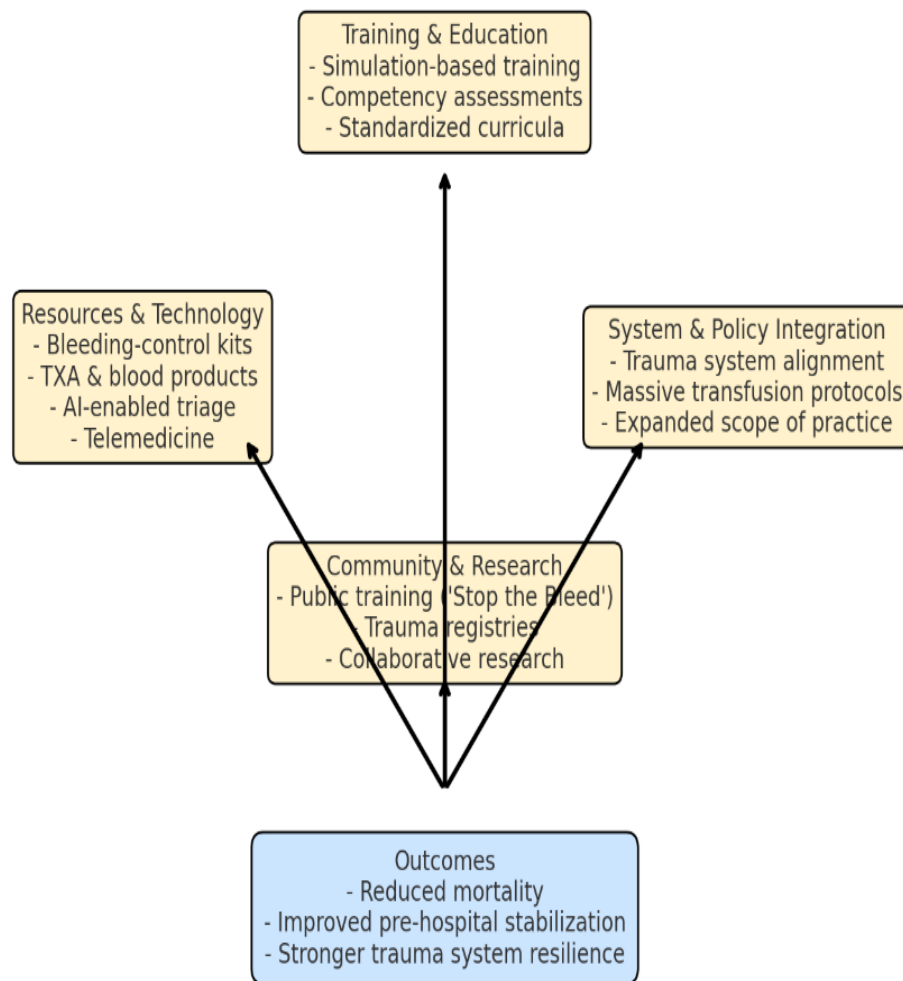 Training & Education
- Simulation-based training
- Competency assessments
- Standardized curricula
Resources & Technology
- Bleeding-control kits
- TXA & blood products
- AI-enabled triage
- Telemedicine
System & Policy Integration
- Trauma system alignment
- Massive transfusion protocols
- Expanded scope of practice
Community & Research
- Public training ('Stop the Bleed')
- Trauma registries
- Collaborative research
Outcomes
- Reduced mortality
- Improved pre-hospital stabilization
- Stronger trauma system resilience